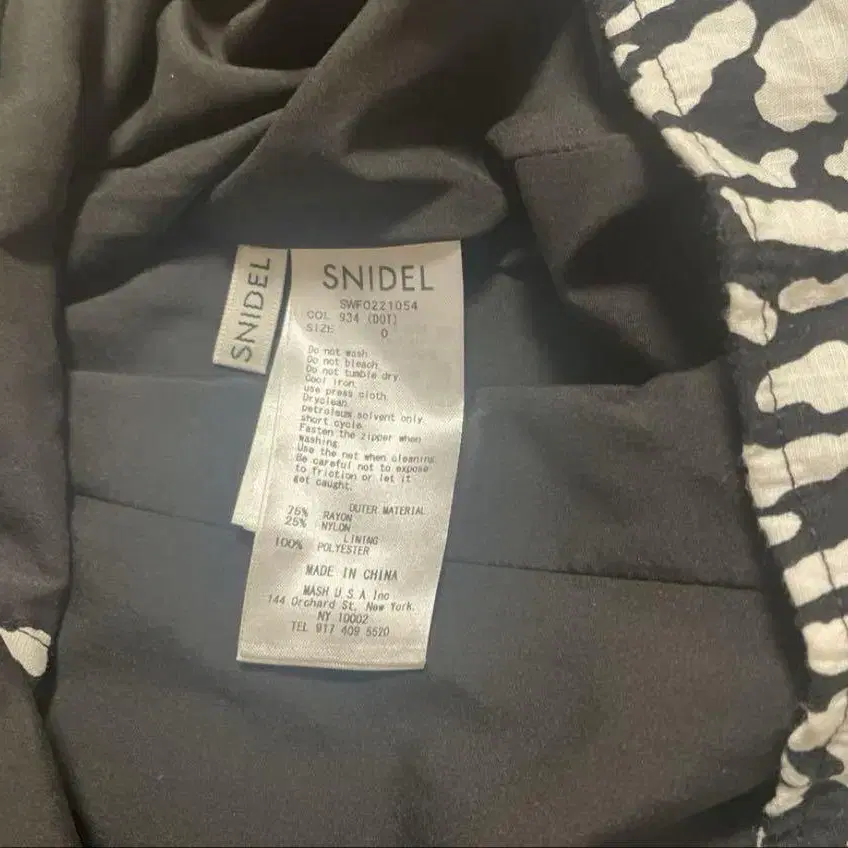 SNIDEL
SNIDEL
SWFO221054
COL 934 (DOT)
SIZE 0
Do not wash
Do not bleach
Do not tumble dry
Cool iron
use press cloth
Dryclean
petroleum solvent only
short cycle
Fasten the zipper when
washing
Use the net when cleaning
Be careful not to expose
to friction or let it
get caught.
OUTER MATERIAL
75% RAYON
25% NYLON
LINING
100% POLYESTER
MADE IN CHINA
MASH U.S.A Inc
144 Orchard St. New York.
NY 10002
TEL 917 409 5520